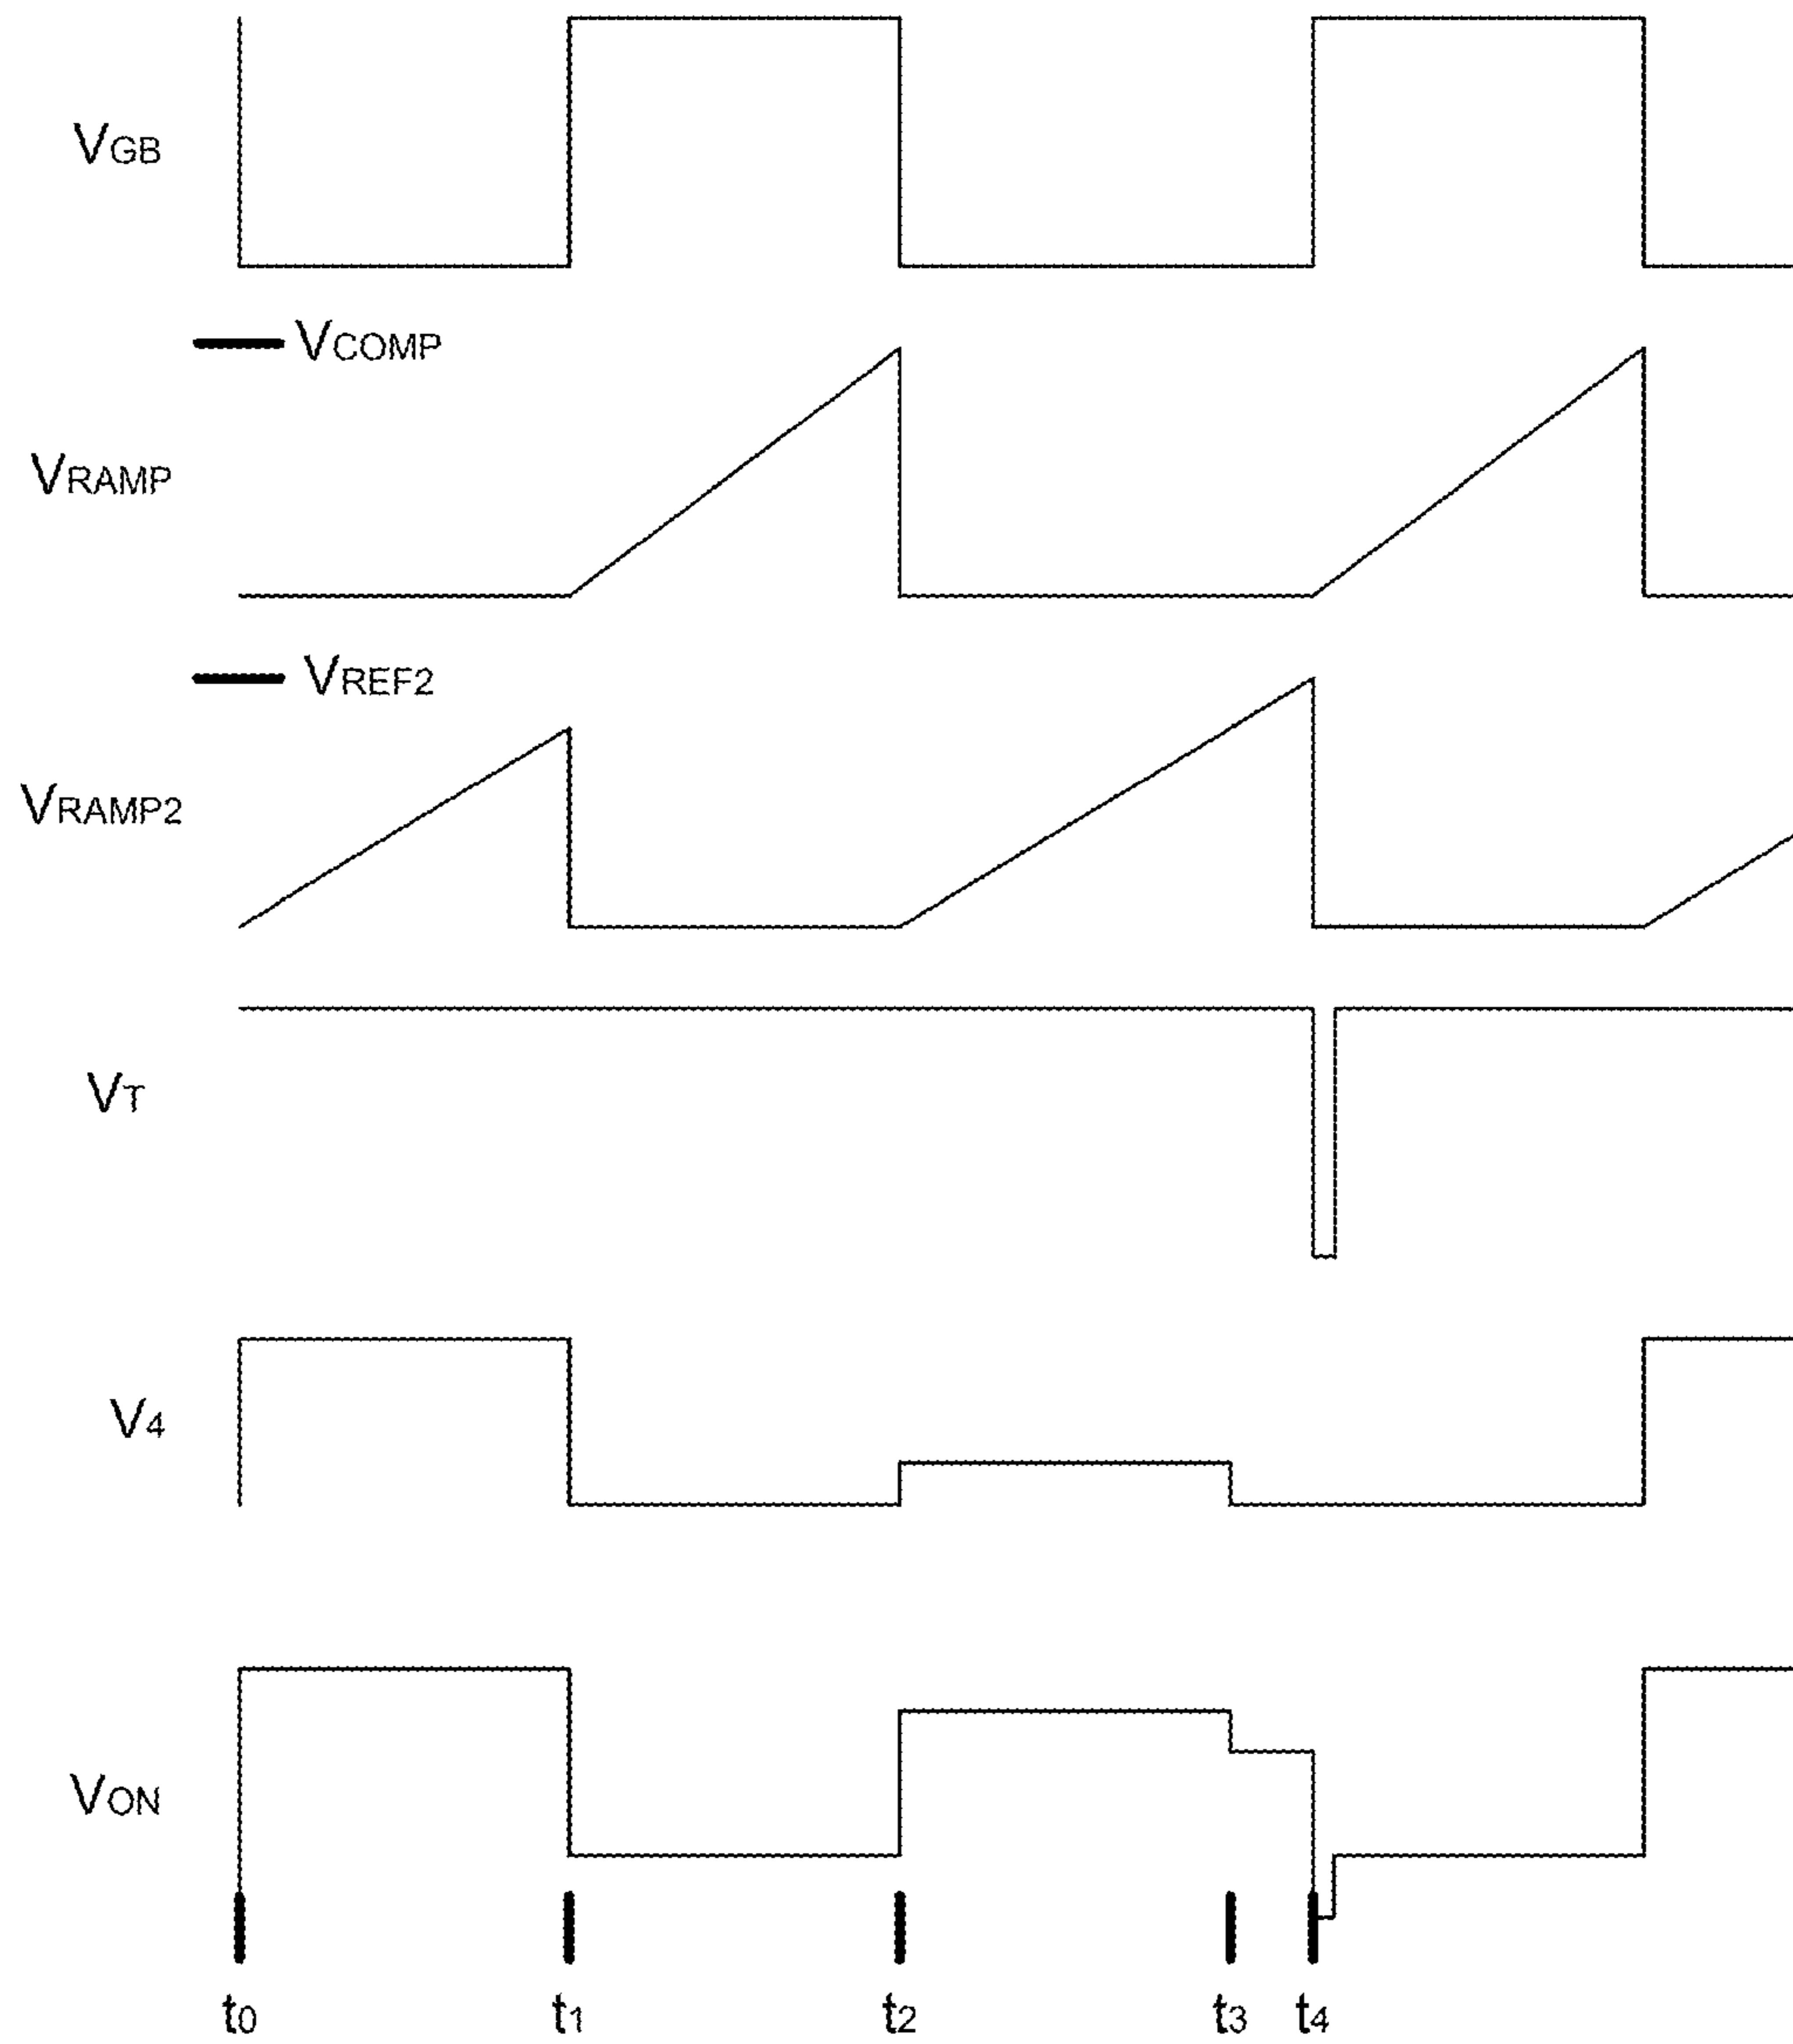 VGB
VCOMP
VRAMP
VREF2
VRAMP2
VT
V4
VON
t0 t1 t2 t3 t4